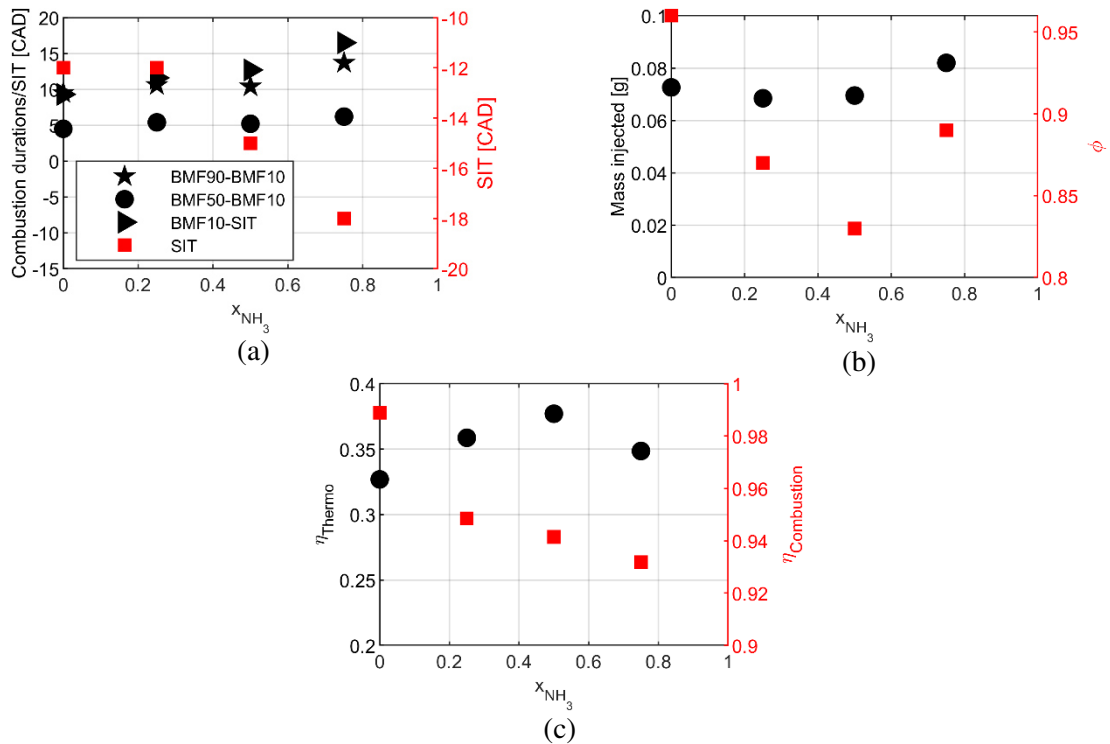 (a)
Combustion durations/SIT [CAD]
20
15
10
5
0
-5
-10
-15
BMF90-BMF10
BMF50-BMF10
BMF10-SIT
SIT
-10
-12
-14
-16
-18
-20
SIT [CAD]
0 0.2 0.4 0.6 0.8 1
x_NH3
(a)
Mass injected [g]
0.1
0.08
0.06
0.04
0.02
0
0.95
0.9
0.85
0.8
ϕ
0 0.2 0.4 0.6 0.8 1
x_NH3
(b)
η_Thermo
0.4
0.35
0.3
0.25
0.2
1
0.98
0.96
0.94
0.92
0.9
η_Combustion
0 0.2 0.4 0.6 0.8 1
x_NH3
(c)